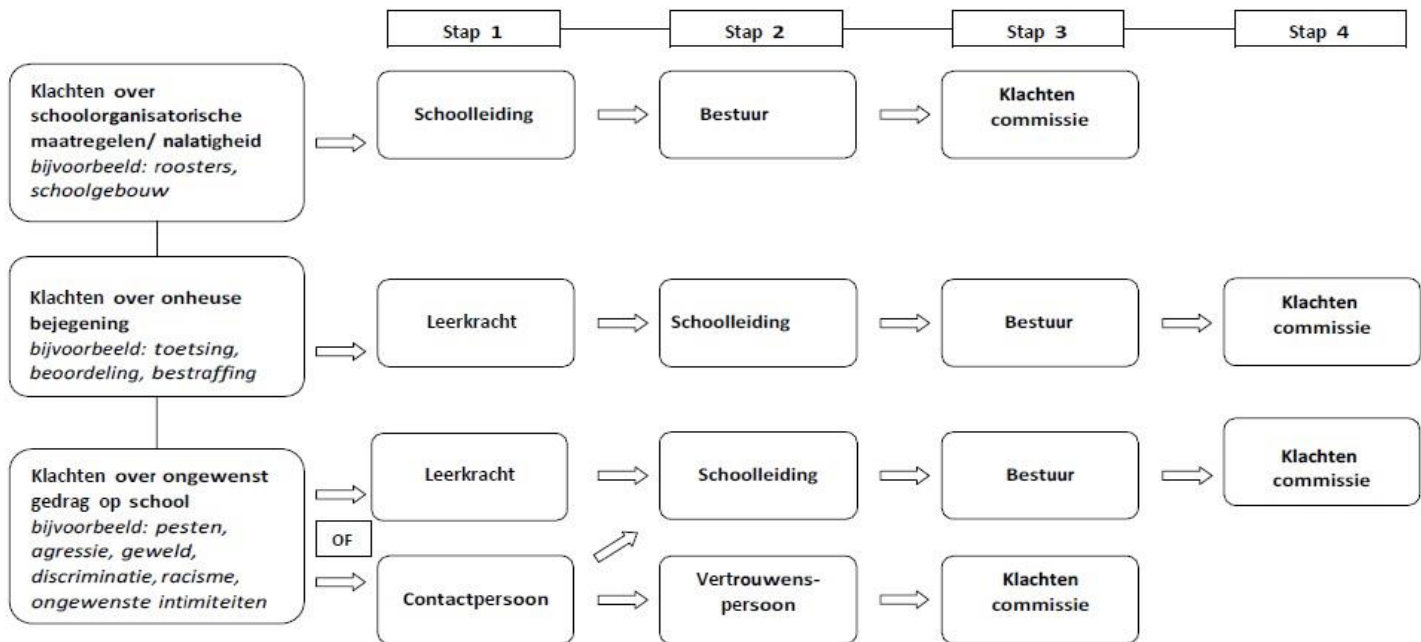 Stap 1
Stap 2
Stap 3
Stap 4
Klachten over
schoolorganisatorische
maatregelen/ nalatigheid
bijvoorbeeld: roosters,
schoolgebouw
Schoolleiding
Bestuur
Klachten
commissie
Klachten over onheuse
bejegening
bijvoorbeeld: toetsing,
beoordeling, bestraffing
Leerkracht
Schoolleiding
Bestuur
Klachten
commissie
Klachten over ongewenst
gedrag op school
bijvoorbeeld: pesten,
agressie, geweld,
discriminatie, racisme,
ongewenste intimiteiten
OF
Leerkracht
Schoolleiding
Bestuur
Klachten
commissie
Contactpersoon
Vertrouwens-
persoon
Klachten
commissie